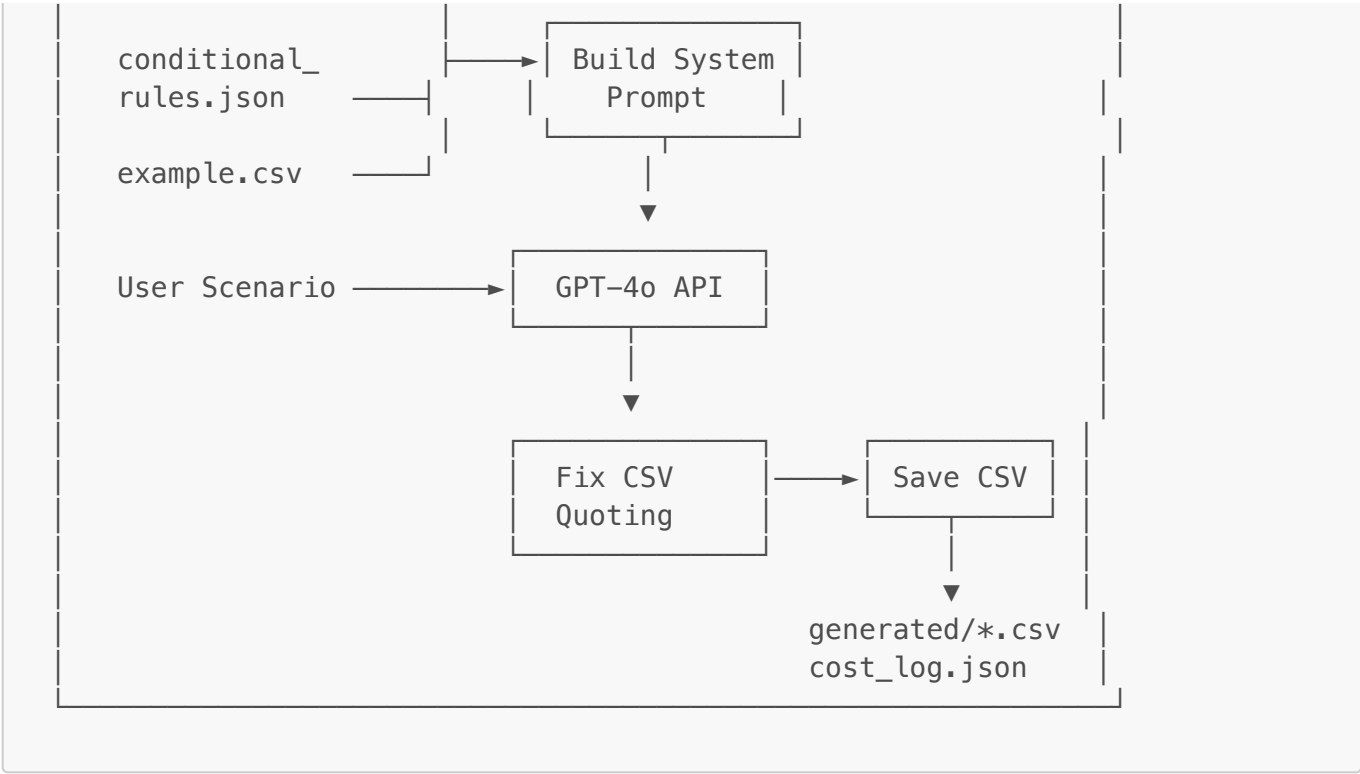 conditional_ Build System
rules.json Prompt
example.csv
User Scenario GPT-4o API
Fix CSV Save CSV
Quoting
generated/*.csv
cost_log.json